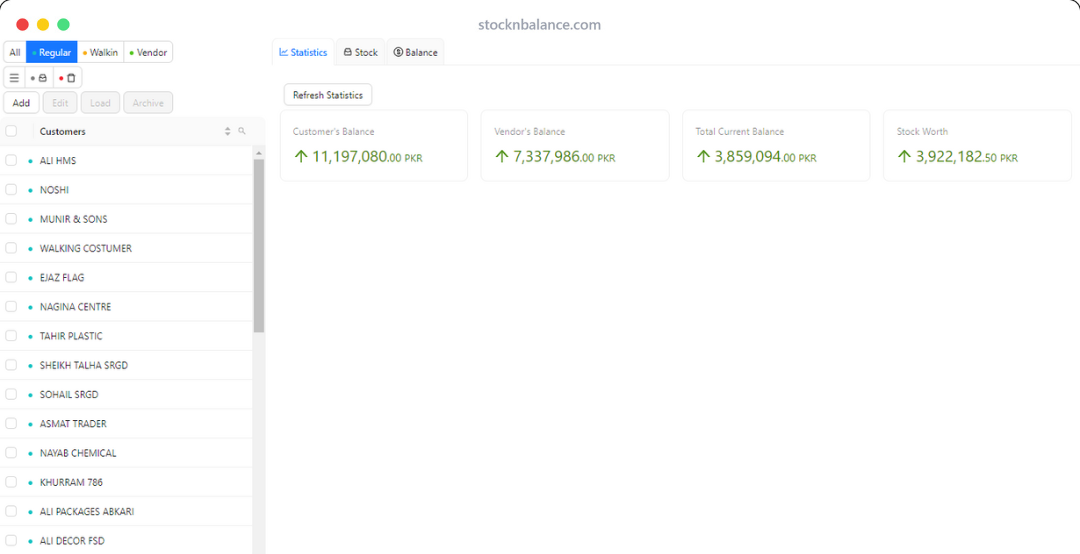 stocknbalance.com
All Regular Walkin Vendor
Statistics Stock Balance
Add Edit Load Archive
Refresh Statistics
Customers
Customer's Balance
11,197,080.00 PKR
Vendor's Balance
7,337,986.00 PKR
Total Current Balance
3,859,094.00 PKR
Stock Worth
3,922,182.50 PKR
ALI HMS
NOSHI
MUNIR & SONS
WALKING COSTUMER
EJAZ FLAG
NAGINA CENTRE
TAHIR PLASTIC
SHEIKH TALHA SRGD
SOHAIL SRGD
ASMAT TRADER
NAYAB CHEMICAL
KHURRAM 786
ALI PACKAGES ABKARI
ALI DECOR FSD